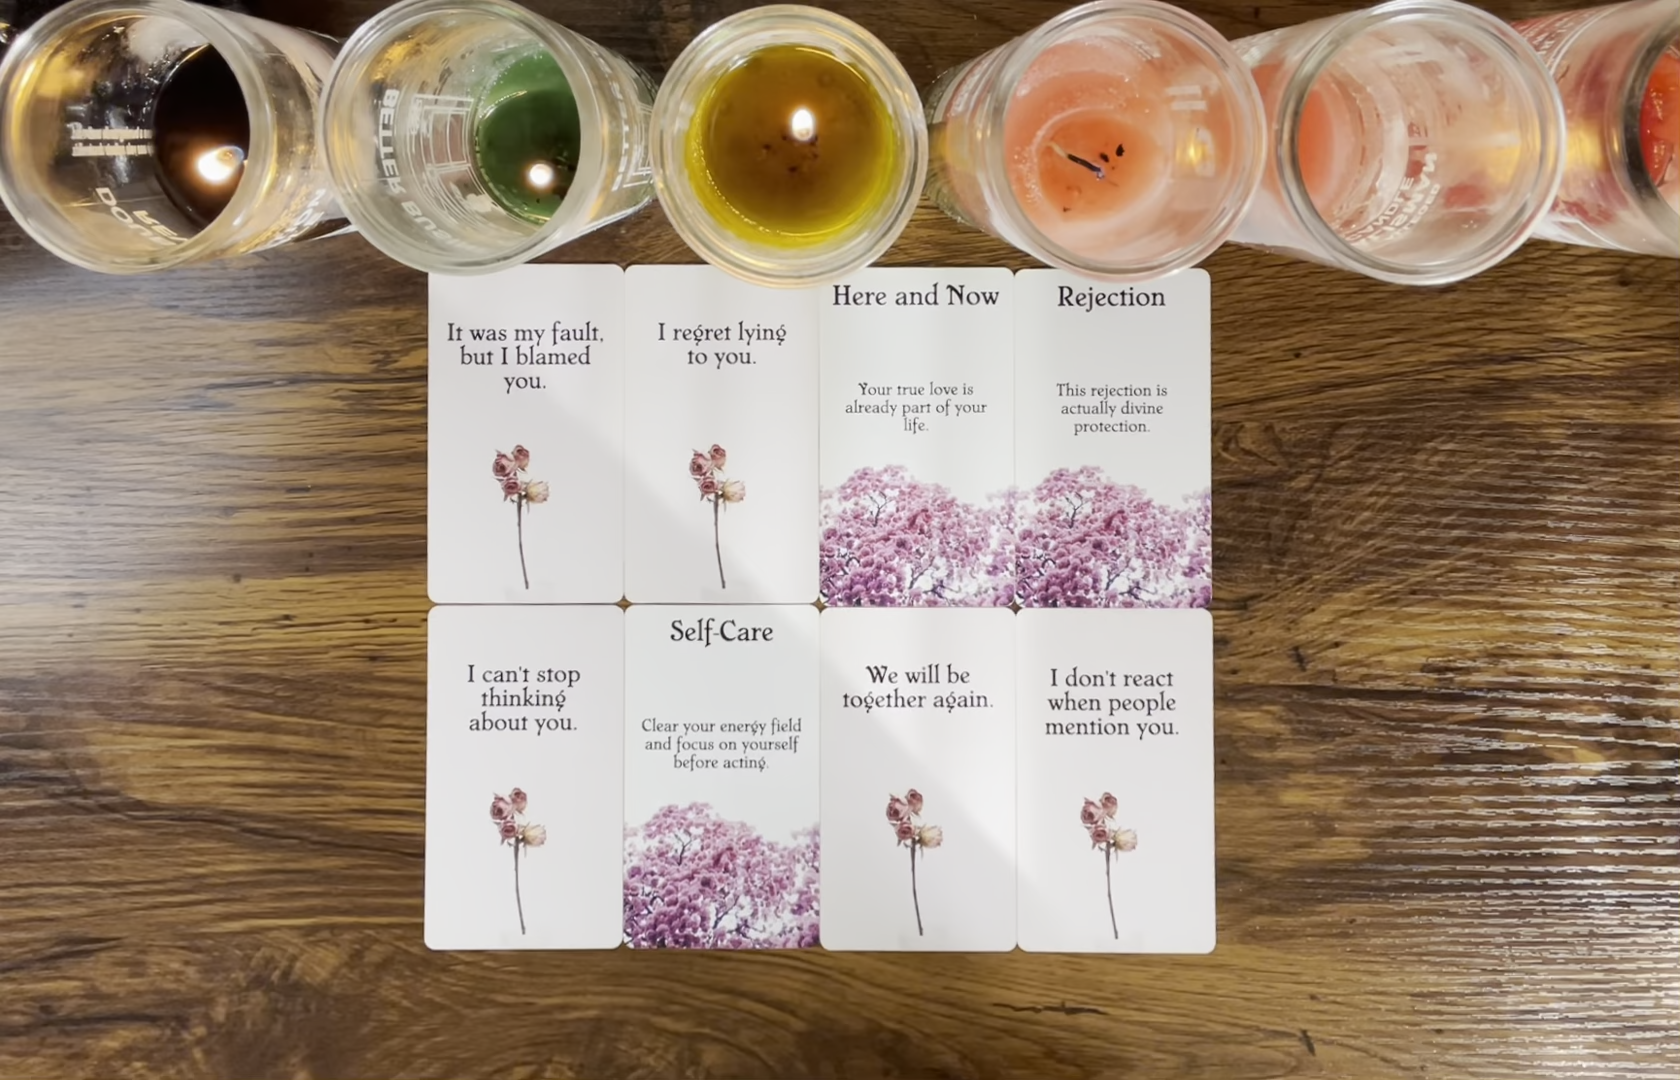 It was my fault,
but I blamed
you.
I regret lying
to you.
Here and Now
Your true love is
already part of your
life.
Rejection
This rejection is
actually divine
protection.
I can't stop
thinking
about you.
Self-Care
Clear your energy field
and focus on yourself
before acting.
We will be
together again.
I don't react
when people
mention you.